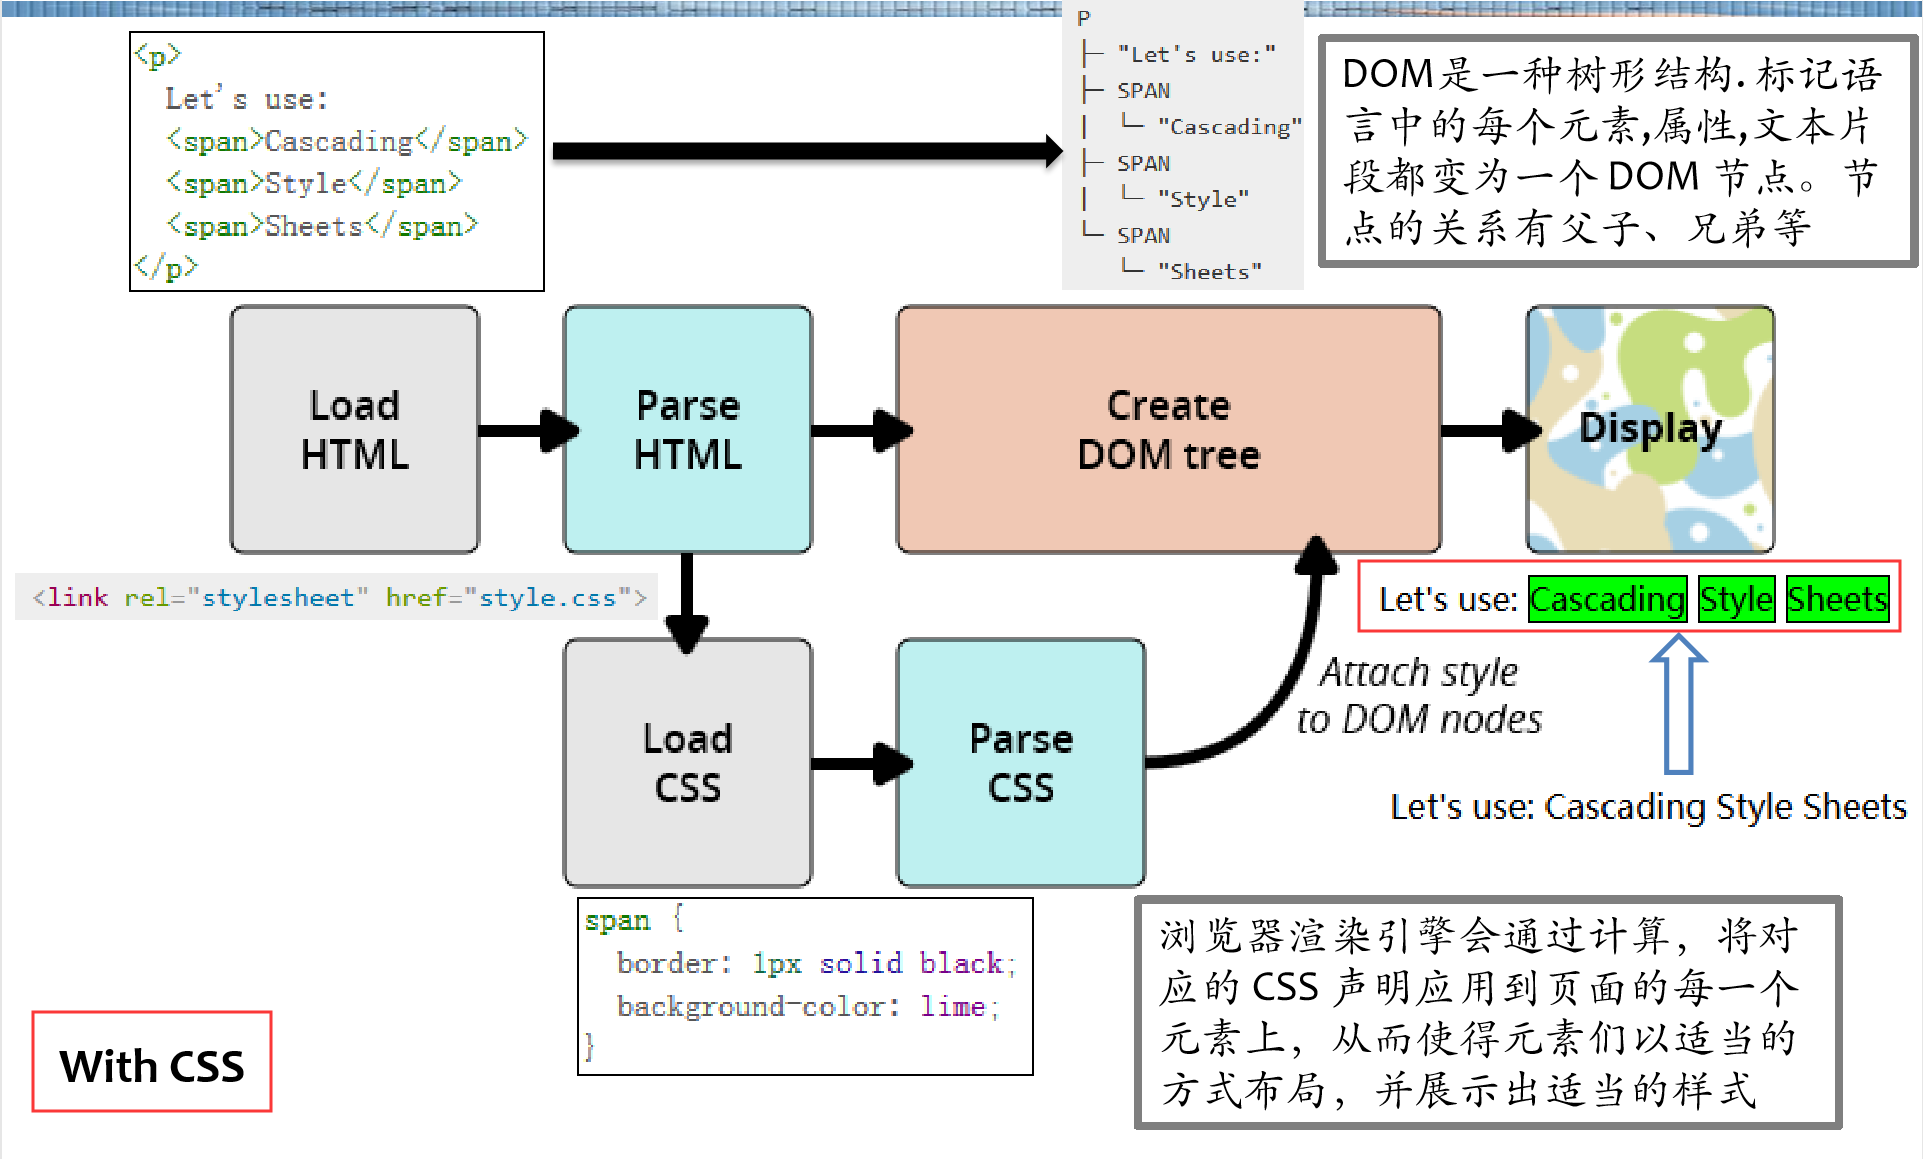 <p>
Let's use:
<span>Cascading</span>
<span>Style</span>
<span>Sheets</span>
</p>
P
├─ "Let's use:"
├─ SPAN
|  └─ "Cascading"
├─ SPAN
|  └─ "Style"
└─ SPAN
   └─ "Sheets"
DOM是一种树形结构.标记语
言中的每个元素,属性,文本片
段都变为一个 DOM 节点。节
点的关系有父子、兄弟等
Load
HTML
Parse
HTML
Create
DOM tree
Display
<link rel="stylesheet" href="style.css">
Let's use: Cascading Style Sheets
Load
CSS
Parse
CSS
Attach style
to DOM nodes
Let's use: Cascading Style Sheets
span {
border: 1px solid black;
background-color: lime;
}
With CSS
浏览器渲染引擎会通过计算，将对
应的 CSS 声明应用到页面的每一个
元素上，从而使得元素们以适当的
方式布局，并展示出适当的样式